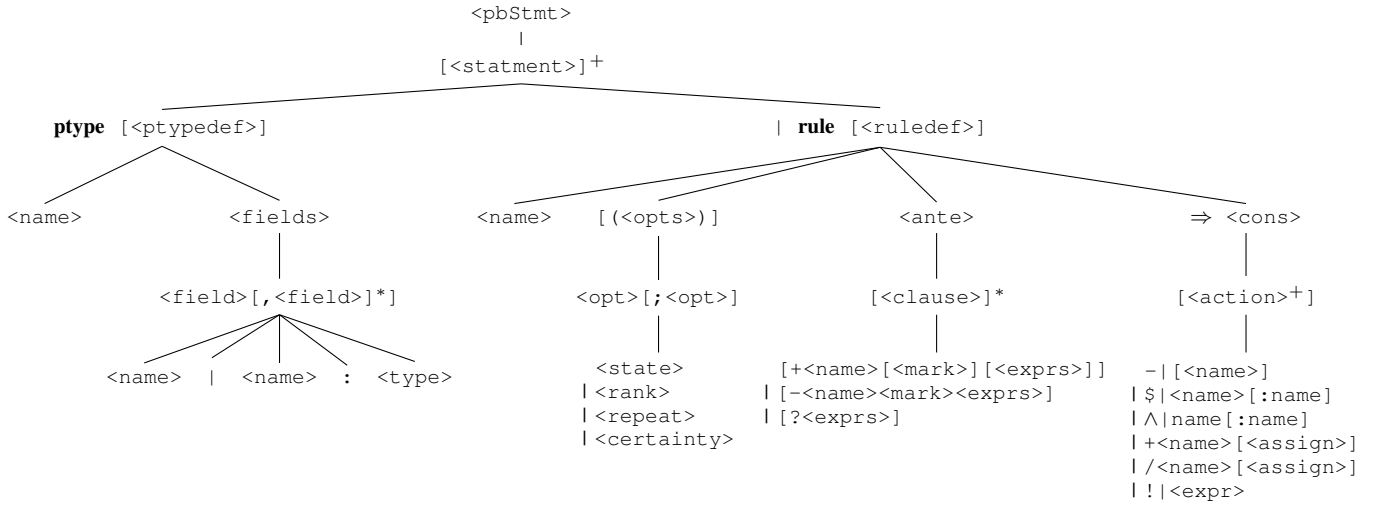 <pbStmt>
|
[<statment>]+
ptype [<ptypedef>]
| rule [<ruledef>]
<name> <fields> <name> [(<opts>)] <ante> ⇒ <cons>
<field>[,<field>]*] <opt>[;<opt>] [<clause>]* [<action>+]
<name> | <name> : <type>
<state>
|<rank>
|<repeat>
|<certainty>
[+<name>[<mark>][<exprs>]]
|[-<name><mark><exprs>]
|[?<exprs>]
-|[<name>]
|$|<name>[:name]
|∧|name[:name]
|+<name>[<assign>]
|/<name>[<assign>]
|!|<expr>